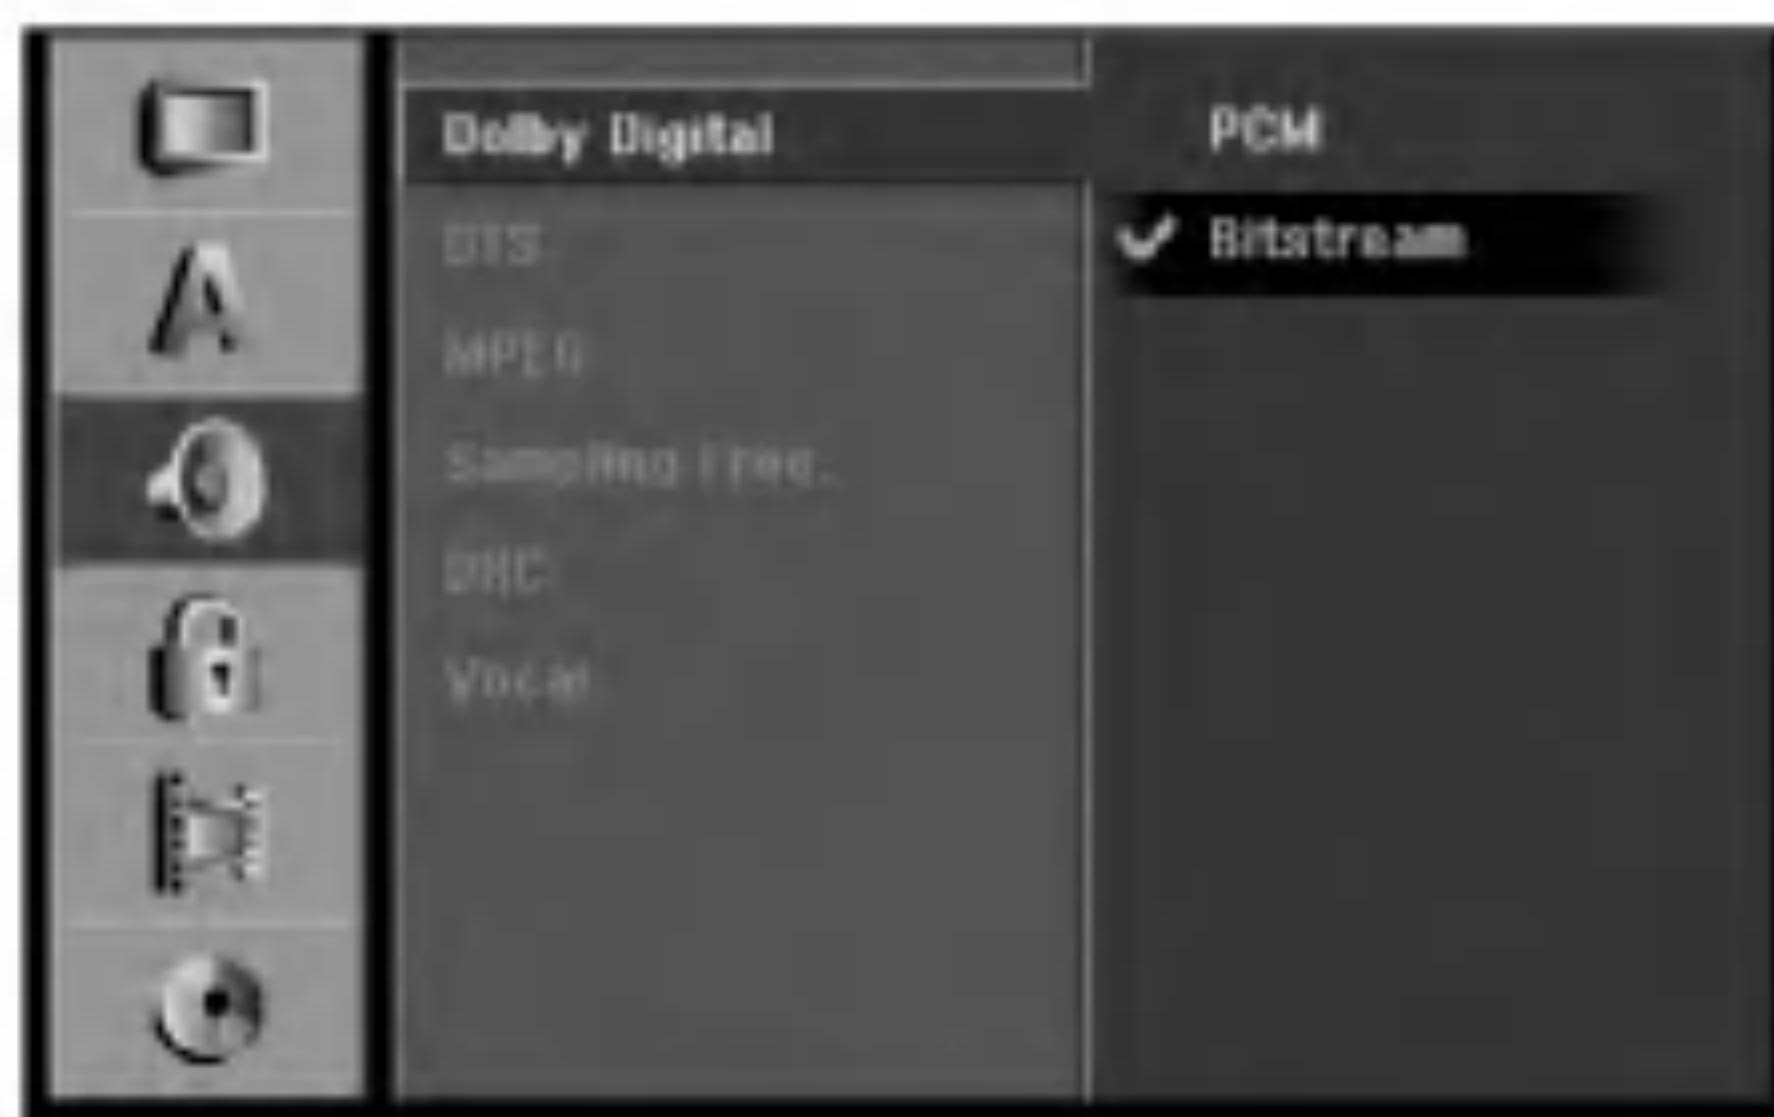 Dolby Digital
DTS
MPEG
Sampling Freq.
DRC
Vocal
PCM
Bitstream